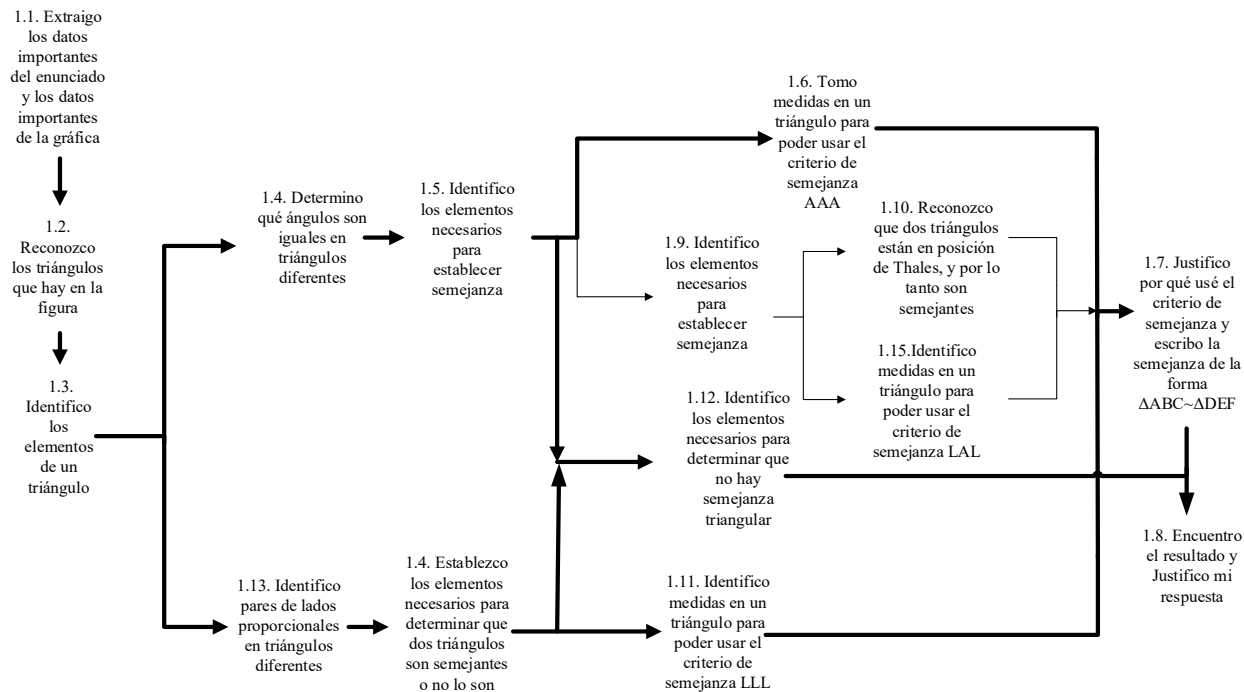 1.1. Extraigo
los datos
importantes
del enunciado
y los datos
importantes
de la gráfica
1.2.
Reconozco
los triángulos
que hay en la
figura
1.3.
Identifico
los
elementos
de un
triángulo
1.4. Determino
qué ángulos son
iguales en
triángulos
diferentes
1.5. Identifico
los elementos
necesarios
para
establecer
semejanza
1.6. Tomo
medidas en un
triángulo para
poder usar el
criterio de
semejanza
AAA
1.9. Identifico
los elementos
necesarios
para
establecer
semejanza
1.10. Reconozco
que dos triángulos
están en posición
de Thales, y por lo
tanto son
semejantes
1.15.Identifico
medidas en un
triángulo para
poder usar el
criterio de
semejanza LAL
1.7. Justifico
por qué usé el
criterio de
semejanza y
escribo la
semejanza de la
forma
ΔABC~ΔDEF
1.12. Identifico
los elementos
necesarios para
determinar que
no hay
semejanza
triangular
1.13. Identifico
pares de lados
proporcionales
en triángulos
diferentes
1.4. Establezco
los elementos
necesarios para
determinar que
dos triángulos
son semejantes
o no lo son
1.11. Identifico
medidas en un
triángulo para
poder usar el
criterio de
semejanza LLL
1.8. Encuentro
el resultado y
Justifico mi
respuesta